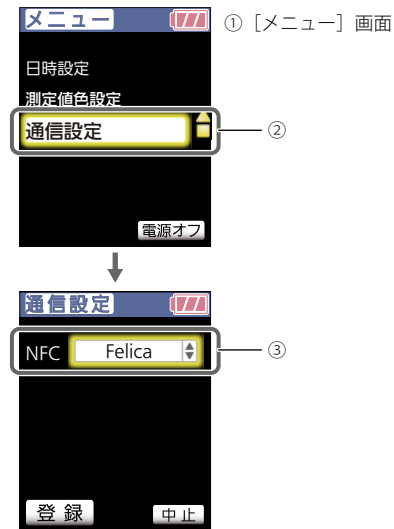 メニュー
① [メニュー] 画面
日時設定
測定値色設定
通信設定
②
電源オフ
通信設定
NFC Felica
③
登録 中止